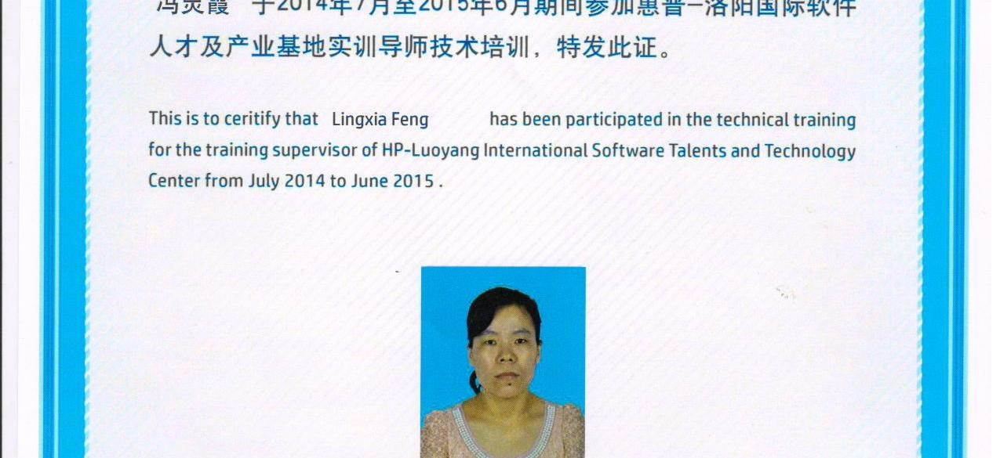 冯灵霞 于2014年7月至2015年6月期间参加惠普–洛阳国际软件
人才及产业基地实训导师技术培训，特发此证。
This is to ceritify that Lingxia Feng has been participated in the technical training
for the training supervisor of HP-Luoyang International Software Talents and Technology
Center from July 2014 to June 2015 .